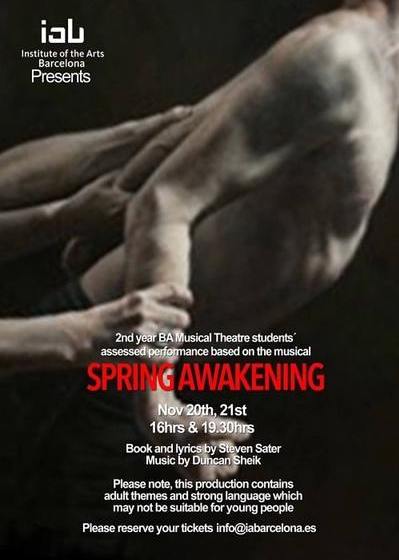 iab
Institute of the Arts
Barcelona
Presents
2nd year BA Musical Theatre students´
assessed performance based on the musical
SPRING AWAKENING
Nov 20th, 21st
16hrs & 19.30hrs
Book and lyrics by Steven Sater
Music by Duncan Sheik
Please note, this production contains
adult themes and strong language which
may not be suitable for young people
Please reserve your tickets info@iabarcelona.es